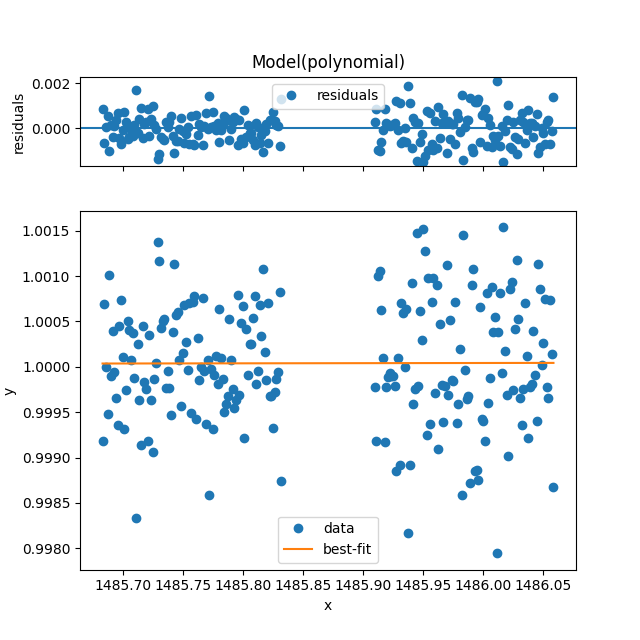 Model(polynomial)
0.002
0.000
residuals
residuals
1.0015
1.0010
1.0005
1.0000
0.9995
0.9990
0.9985
0.9980
y
data
best-fit
1485.70 1485.75 1485.80 1485.85 1485.90 1485.95 1486.00 1486.05
x